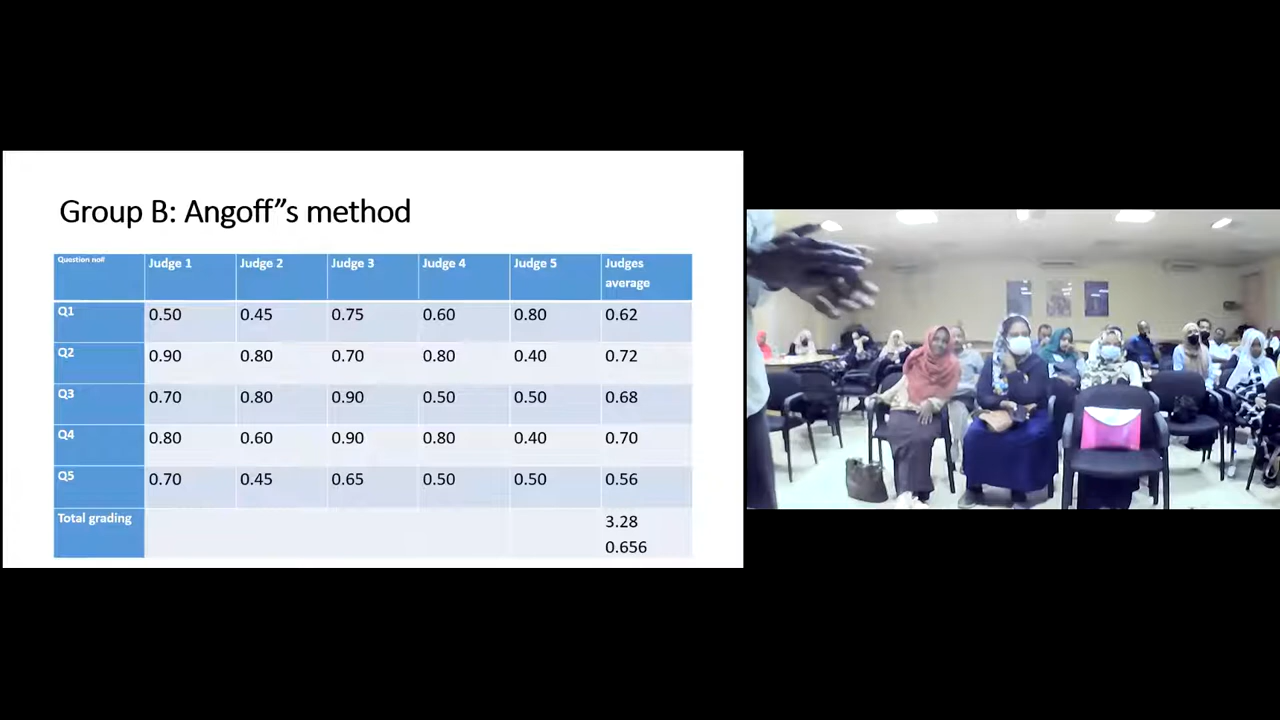 Group B: Angoff”s method
Question no# Judge 1 Judge 2 Judge 3 Judge 4 Judge 5 Judges average
Q1 0.50 0.45 0.75 0.60 0.80 0.62
Q2 0.90 0.80 0.70 0.80 0.40 0.72
Q3 0.70 0.80 0.90 0.50 0.50 0.68
Q4 0.80 0.60 0.90 0.80 0.40 0.70
Q5 0.70 0.45 0.65 0.50 0.50 0.56
Total grading 3.28
0.656